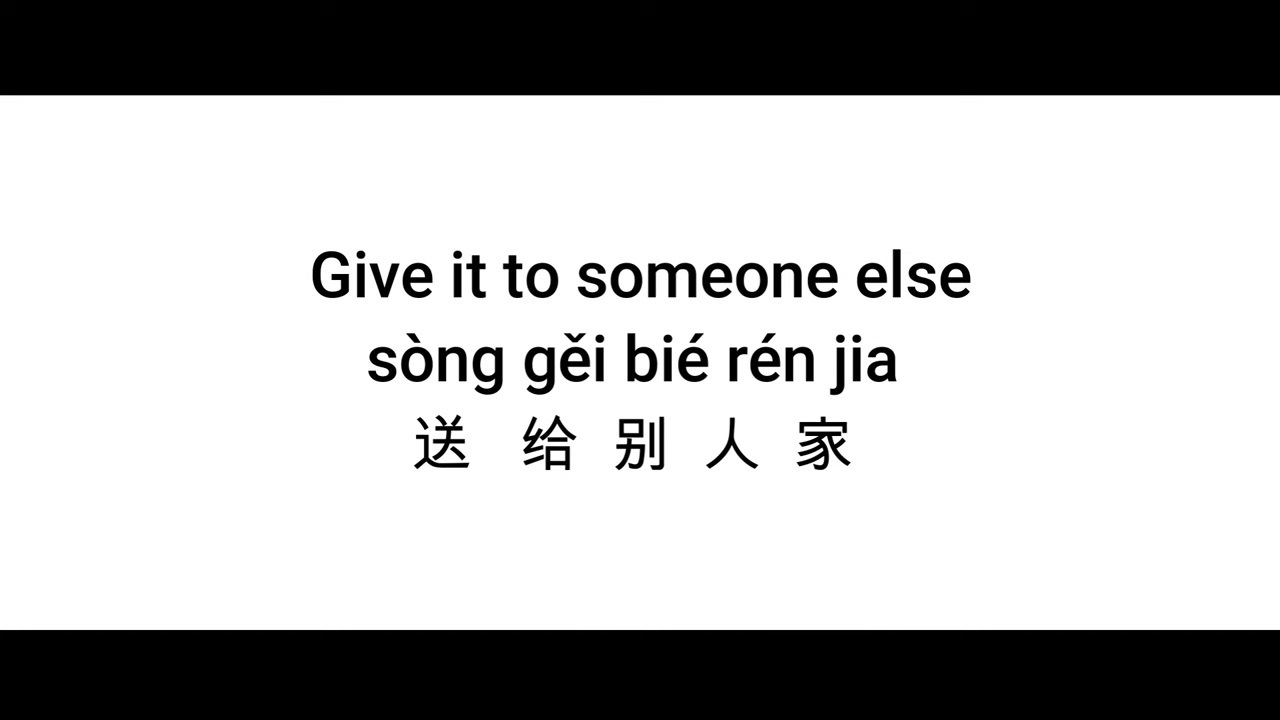 Give it to someone else
sòng gěi bié rén jia
送 给 别 人 家